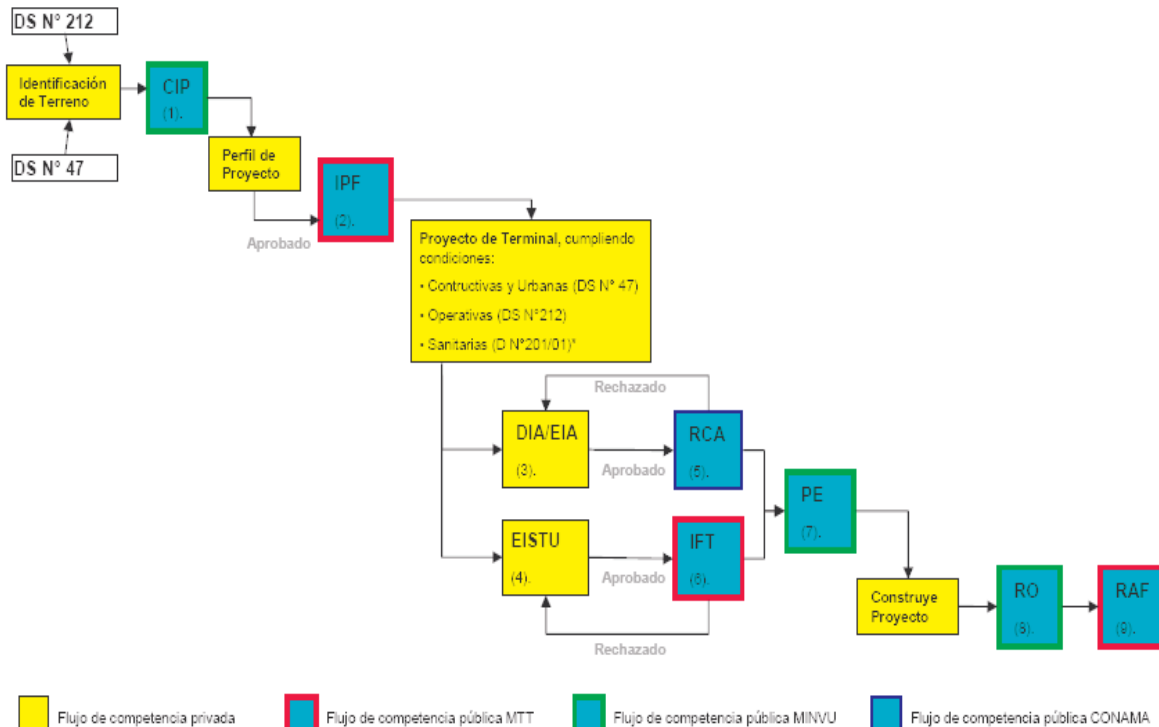 DS N° 212
Identificación
de Terreno
DS N° 47
CIP
(1).
Perfil de
Proyecto
Aprobado
IPF
(2).
Proyecto de Terminal, cumpliendo
condiciones:
• Contructivas y Urbanas (DS N° 47)
• Operativas (DS N°212)
• Sanitarias (D N°201/01)*
Rechazado
DIA/EIA
(3).
Aprobado
RCA
(5).
EISTU
(4).
Aprobado
IFT
(6).
Rechazado
PE
(7).
Construye
Proyecto
RO
(8).
RAF
(9).
Flujo de competencia privada
Flujo de competencia pública MTT
Flujo de competencia pública MINVU
Flujo de competencia pública CONAMA